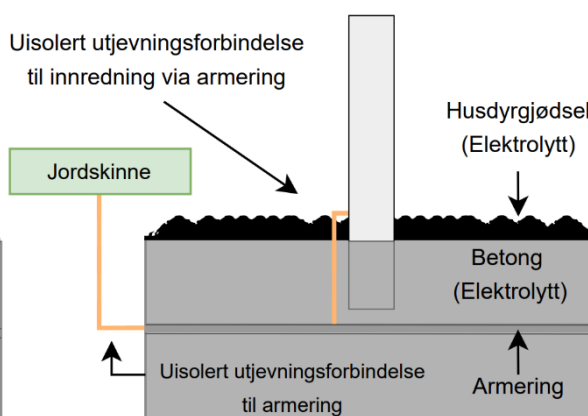 Uisolert utjevningsforbindelse
til innredning via armering
Husdyrgjødsel
(Elektrolytt)
Jordskinne
Betong
(Elektrolytt)
Uisolert utjevningsforbindelse
til armering
Armering